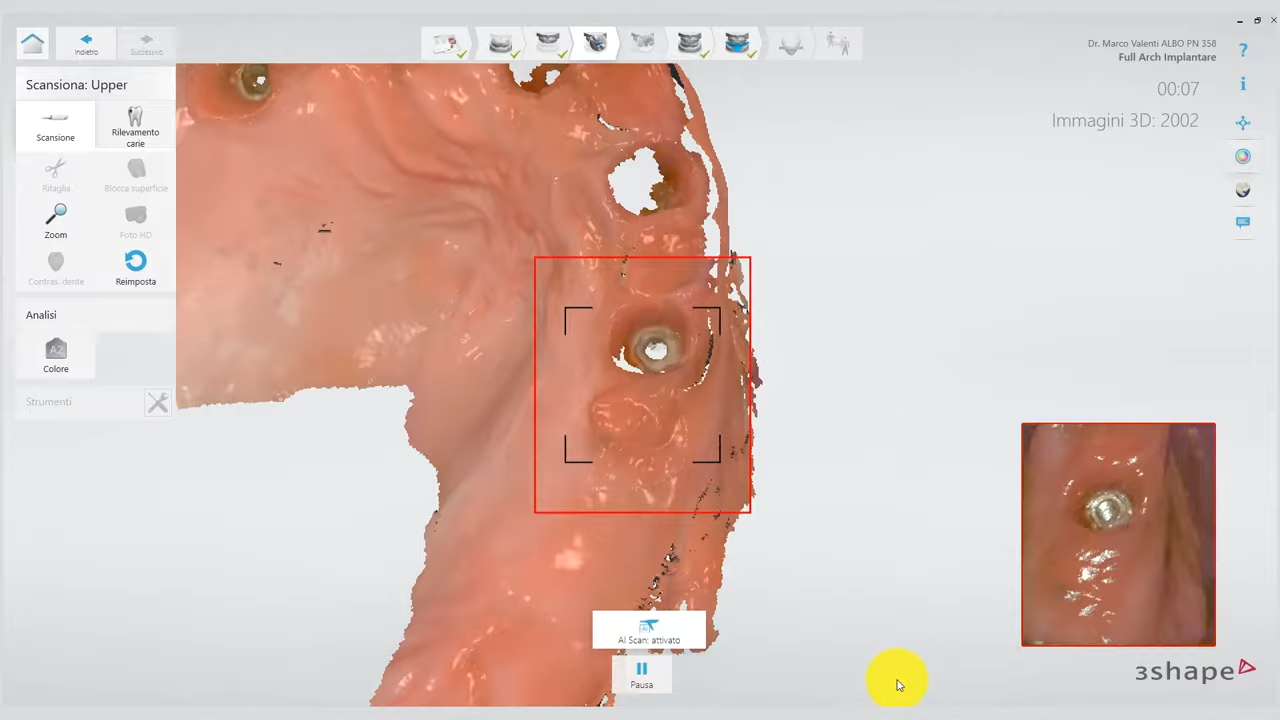 Indietro
Successivo
Dr. Marco Valenti ALBO PN 358
Full Arch Implantare
00:07
Immagini 3D: 2002
Scansiona: Upper
Scansione
Rilevamento
carie
Ritaglia
Blocca superficie
Zoom
Foto HD
Contras. dente
Reimposta
Analisi
A2
Colore
Strumenti
?
i
AI
AI Scan: attivato
Pausa
3shape